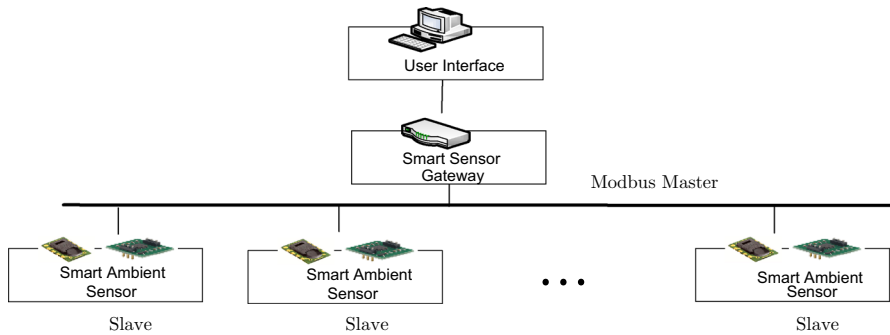 User Interface
Smart Sensor
Gateway
Modbus Master
Smart Ambient
Sensor
Smart Ambient
Sensor
Smart Ambient
Sensor
Slave
Slave
Slave